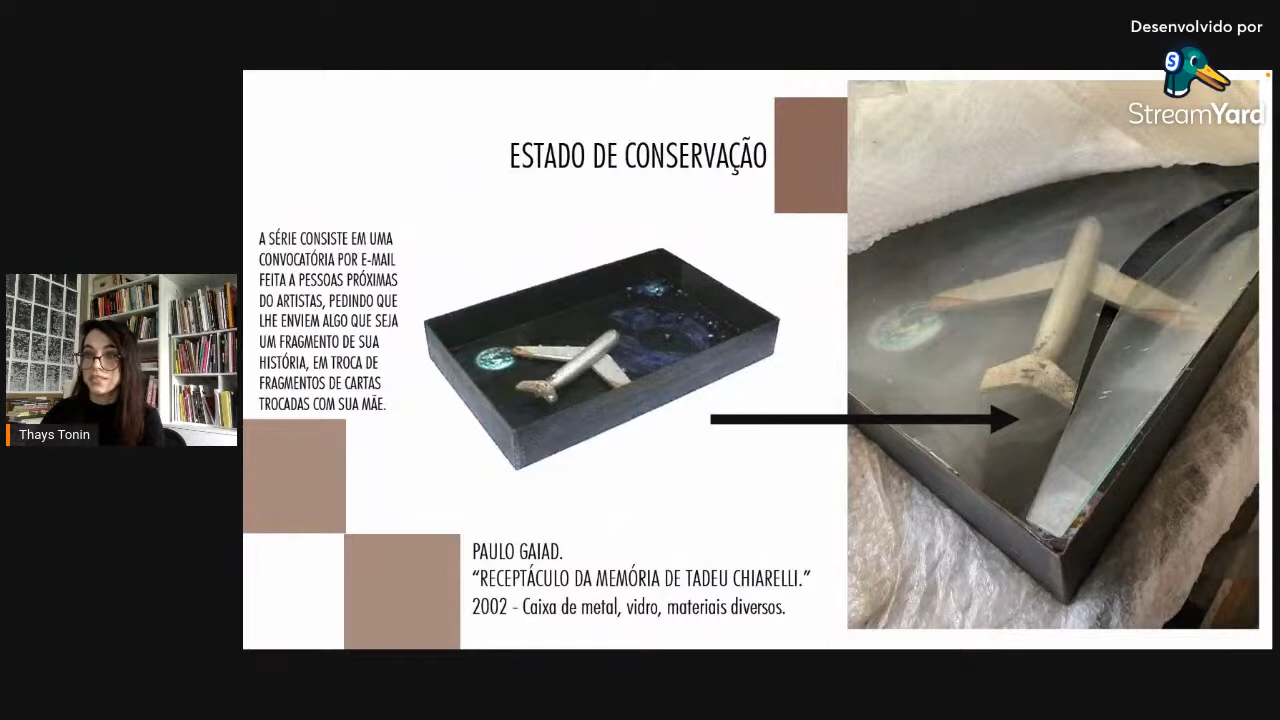 Desenvolvido por
S
StreamYard
ESTADO DE CONSERVAÇÃO
A SÉRIE CONSISTE EM UMA
CONVOCATÓRIA POR E-MAIL
FEITA A PESSOAS PRÓXIMAS
DO ARTISTAS, PEDINDO QUE
LHE ENVIEM ALGO QUE SEJA
UM FRAGMENTO DE SUA
HISTÓRIA, EM TROCA DE
FRAGMENTOS DE CARTAS
TROCADAS COM SUA MÃE.
Thays Tonin
PAULO GAIAD.
“RECEPTÁCULO DA MEMÓRIA DE TADEU CHIARELLI.”
2002 - Caixa de metal, vidro, materiais diversos.